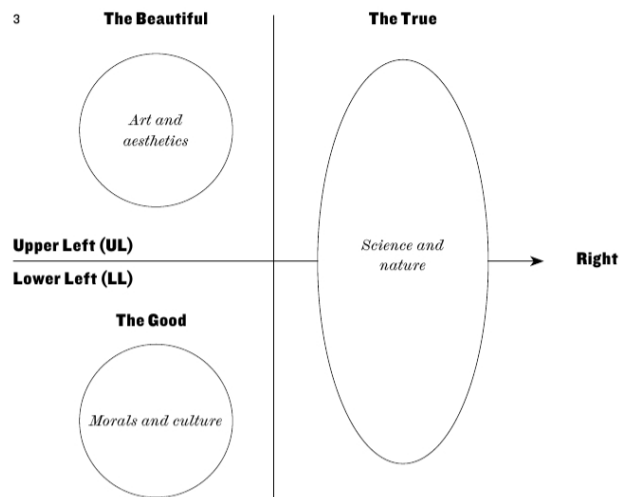 3
The Beautiful
The True
Art and
aesthetics
Upper Left (UL)
Science and
nature
Right
Lower Left (LL)
The Good
Morals and culture